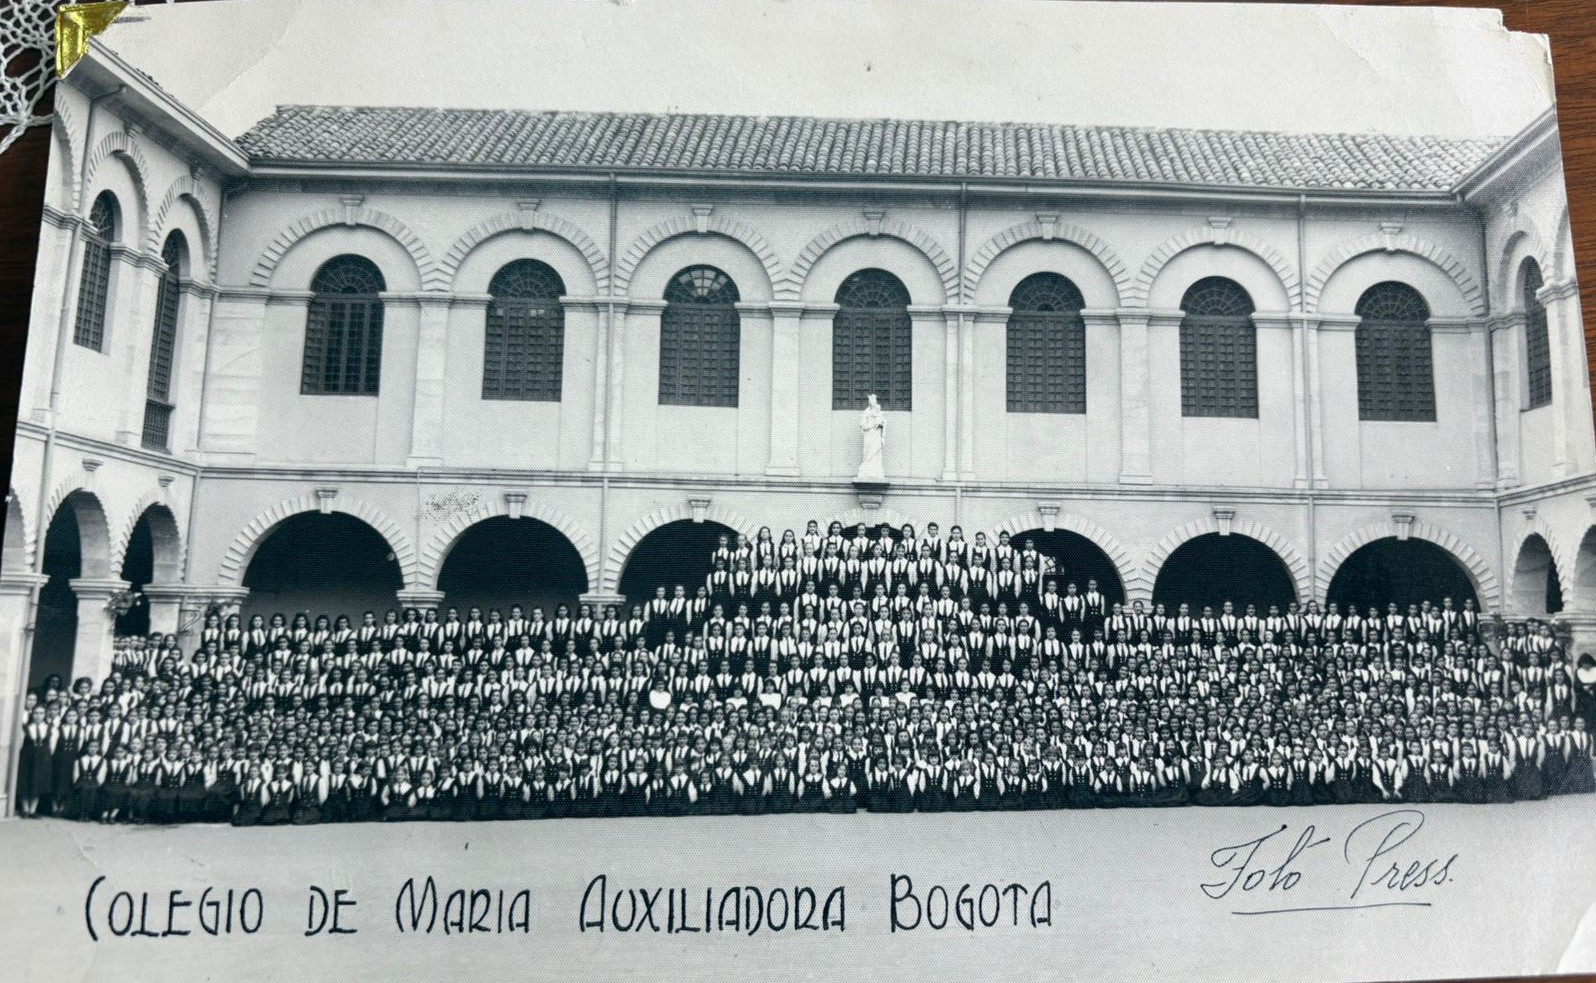 COLEGIO DE MARIA AUXILIADORA BOGOTA
Foto Press.